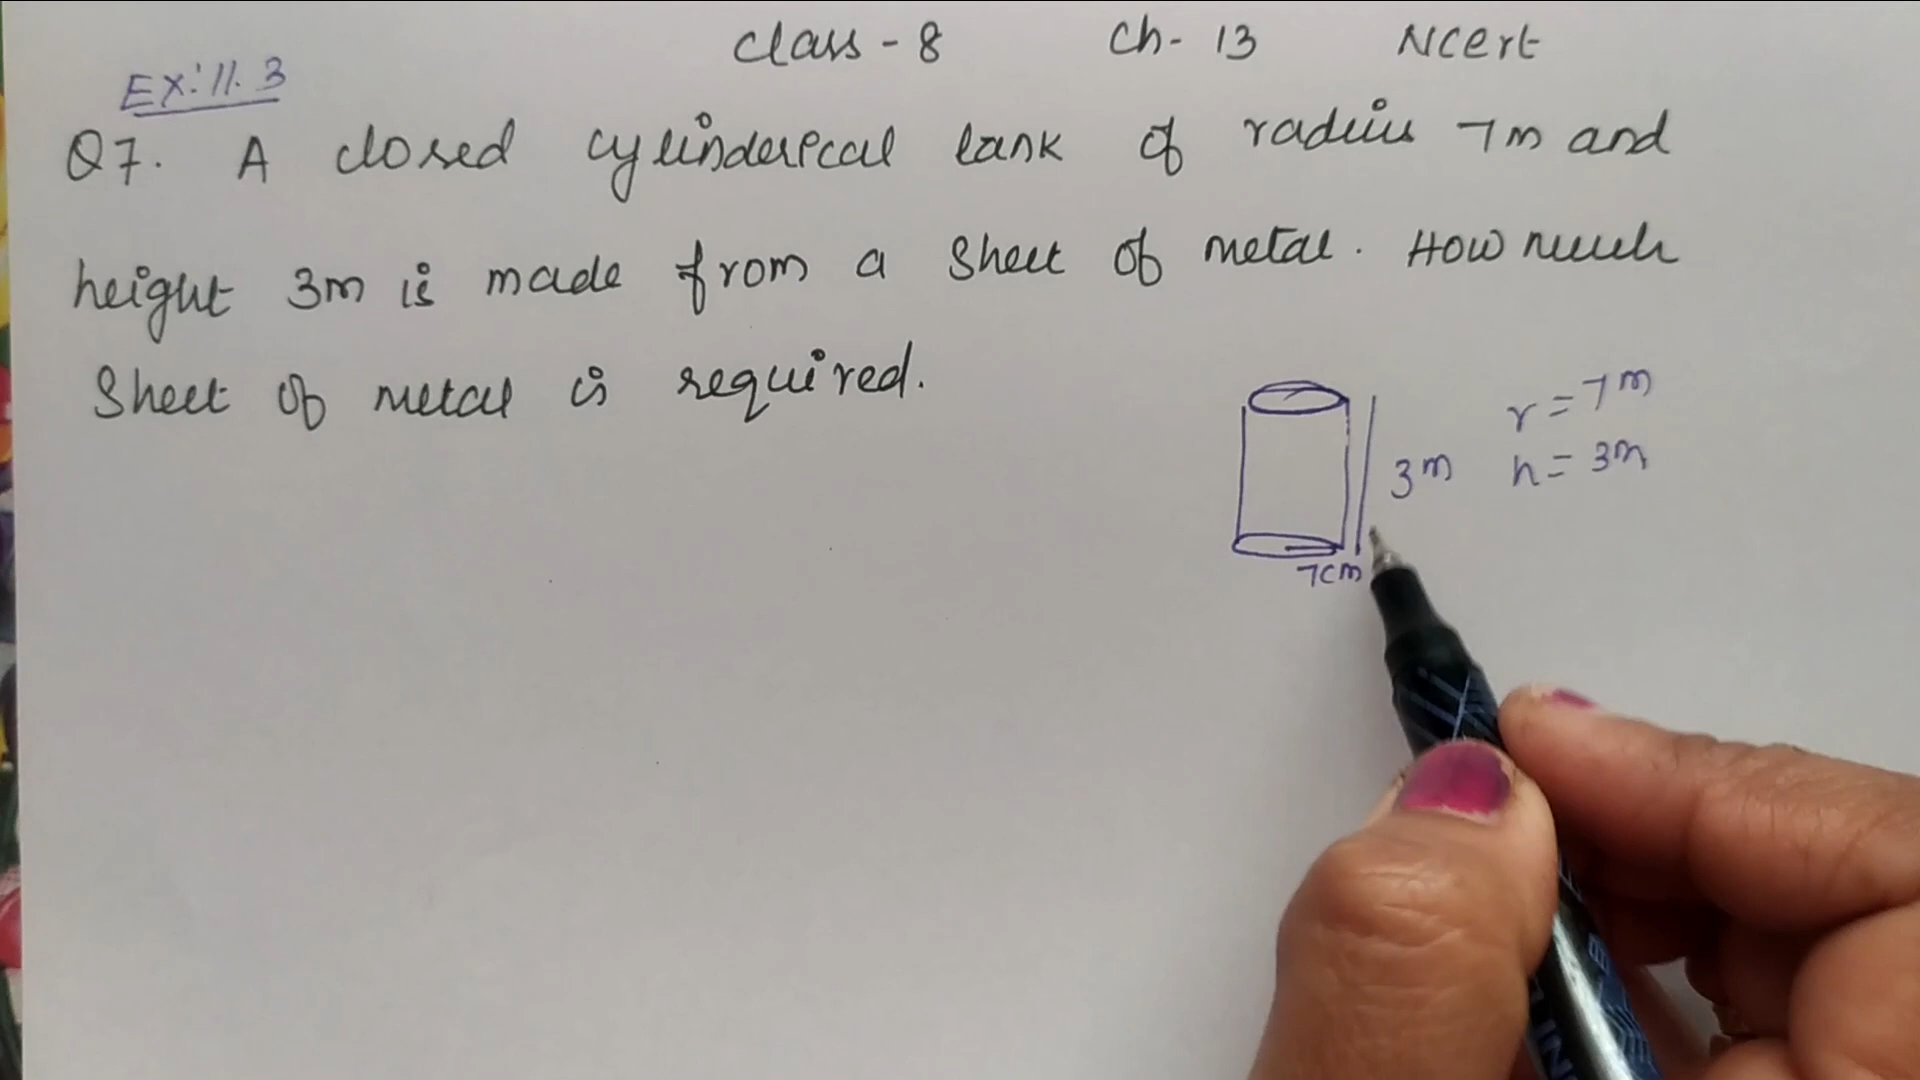 Class - 8 Ch- 13 Ncert
Ex: 11.3
Q7. A closed cylinderical tank of radius 7m and
height 3m is made from a sheet of metal. How much
Sheet of metal is required.
r = 7m
3m h = 3m
7cm